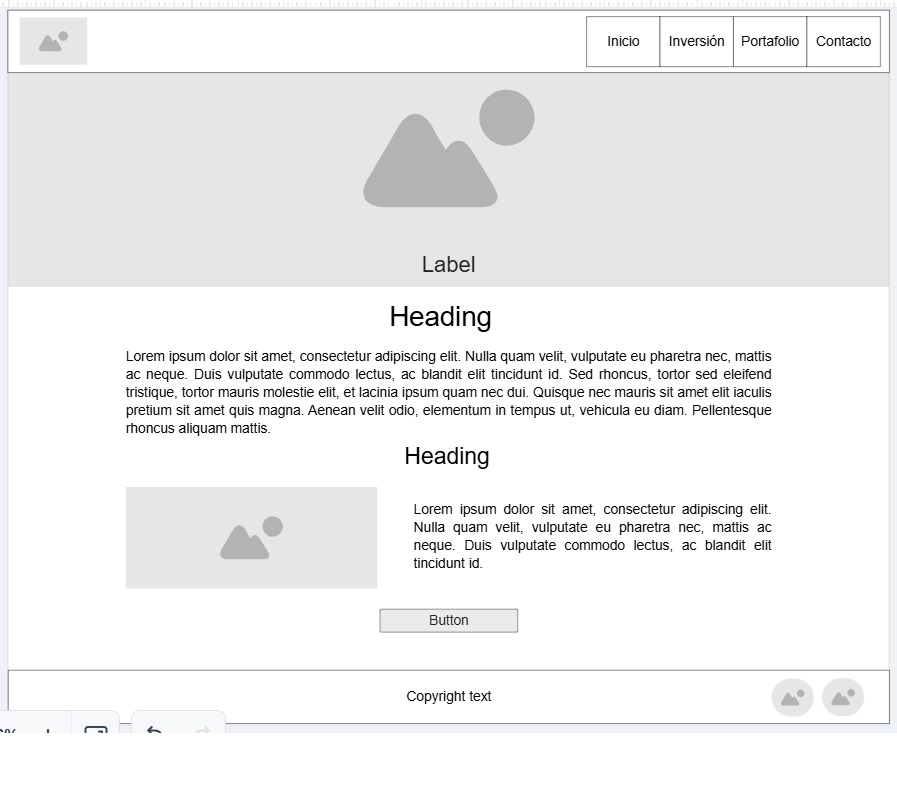 Inicio Inversión Portafolio Contacto
Label
Heading
Lorem ipsum dolor sit amet, consectetur adipiscing elit. Nulla quam velit, vulputate eu pharetra nec, mattis
ac neque. Duis vulputate commodo lectus, ac blandit elit tincidunt id. Sed rhoncus, tortor sed eleifend
tristique, tortor mauris molestie elit, et lacinia ipsum quam nec dui. Quisque nec mauris sit amet elit iaculis
pretium sit amet quis magna. Aenean velit odio, elementum in tempus ut, vehicula eu diam. Pellentesque
rhoncus aliquam mattis.
Heading
Lorem ipsum dolor sit amet, consectetur adipiscing elit.
Nulla quam velit, vulputate eu pharetra nec, mattis ac
neque. Duis vulputate commodo lectus, ac blandit elit
tincidunt id.
Button
Copyright text